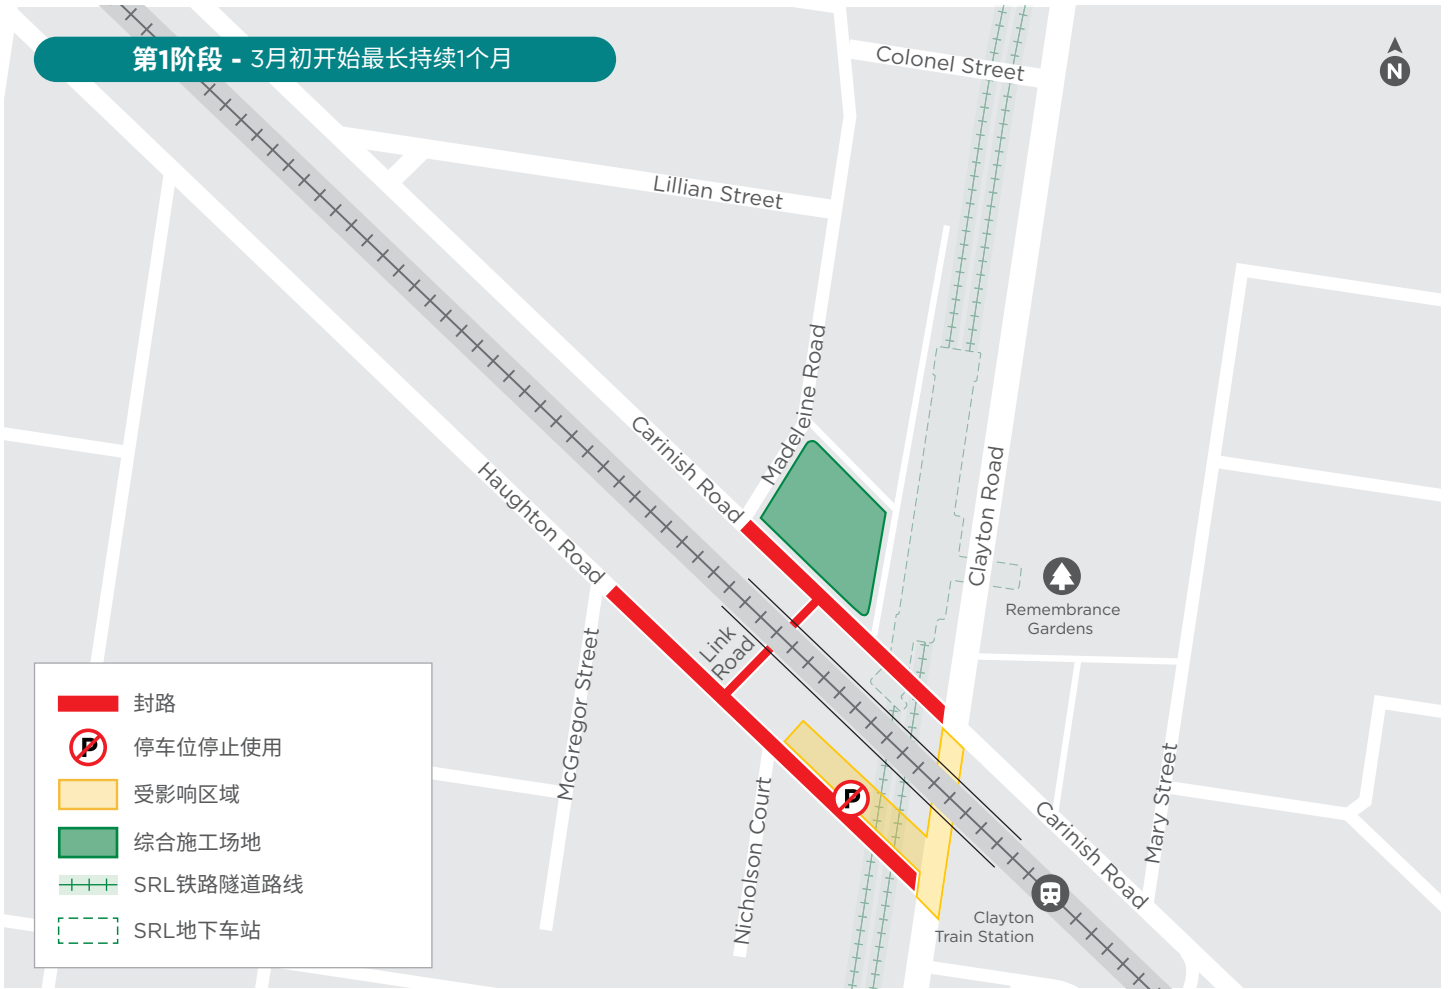 第1阶段 - 3月初开始最长持续1个月
Colonel Street
N
Lillian Street
Madeleine Road
Carinish Road
Haughton Road
Clayton Road
Remembrance
Gardens
Link
Road
McGregor Street
P
Nicholson Court
Mary Street
Carinish Road
Clayton
Train Station
封路
P
停车位停止使用
受影响区域
综合施工场地
SRL铁路隧道路线
SRL地下车站